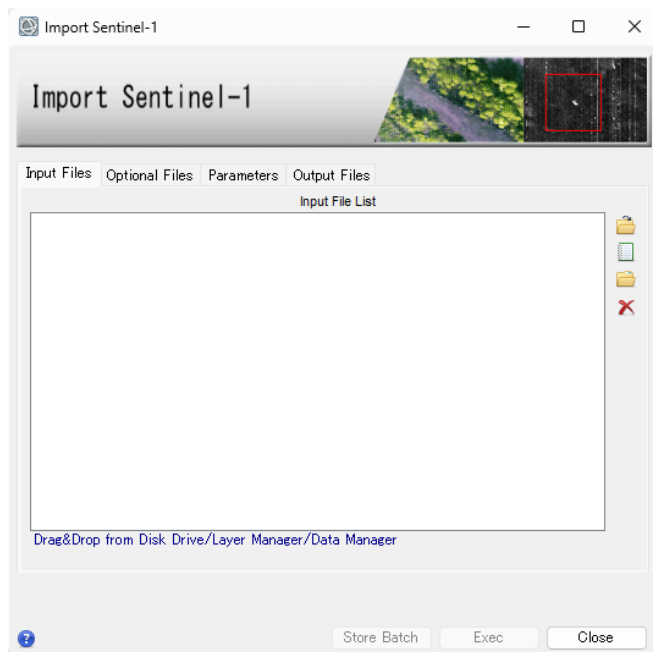 Import Sentinel-1
Import Sentinel-1
Input Files Optional Files Parameters Output Files
Input File List
Drag&Drop from Disk Drive/Layer Manager/Data Manager
Store Batch Exec Close